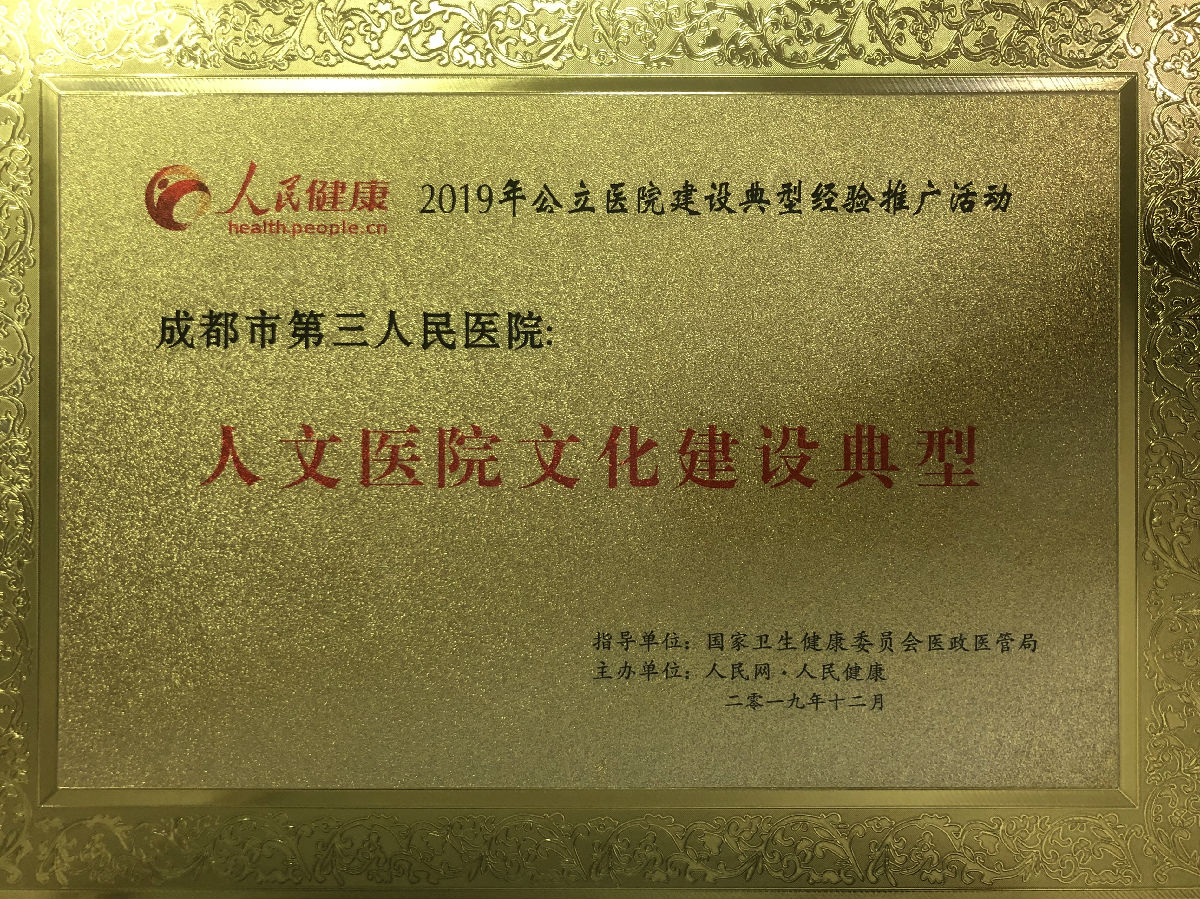 人民健康 2019年公立医院建设典型经验推广活动
health.people.cn
成都市第三人民医院:
人文医院文化建设典型
指导单位：国家卫生健康委员会医政医管局
主办单位：人民网·人民健康
二零一九年十二月